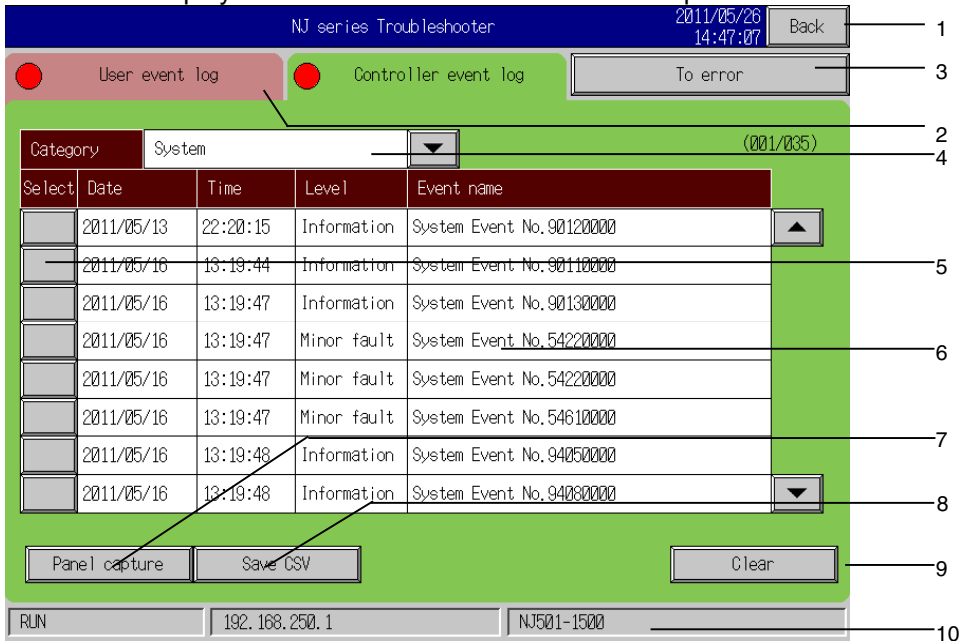 NJ series Troubleshooter 2011/05/26 14:47:07 Back 1
User event log Controller event log To error 3
2
Category System (001/035) 4
Select Date Time Level Event name
2011/05/13 22:20:15 Information System Event No.90120000
2011/05/16 13:19:44 Information System Event No.90110000 5
2011/05/16 13:19:47 Information System Event No.90130000
2011/05/16 13:19:47 Minor fault System Event No.54220000 6
2011/05/16 13:19:47 Minor fault System Event No.54220000
2011/05/16 13:19:47 Minor fault System Event No.54610000
7
2011/05/16 13:19:48 Information System Event No.94050000
2011/05/16 13:19:48 Information System Event No.94080000
8
Panel capture Save CSV Clear 9
RUN 192.168.250.1 NJ501-1500 10